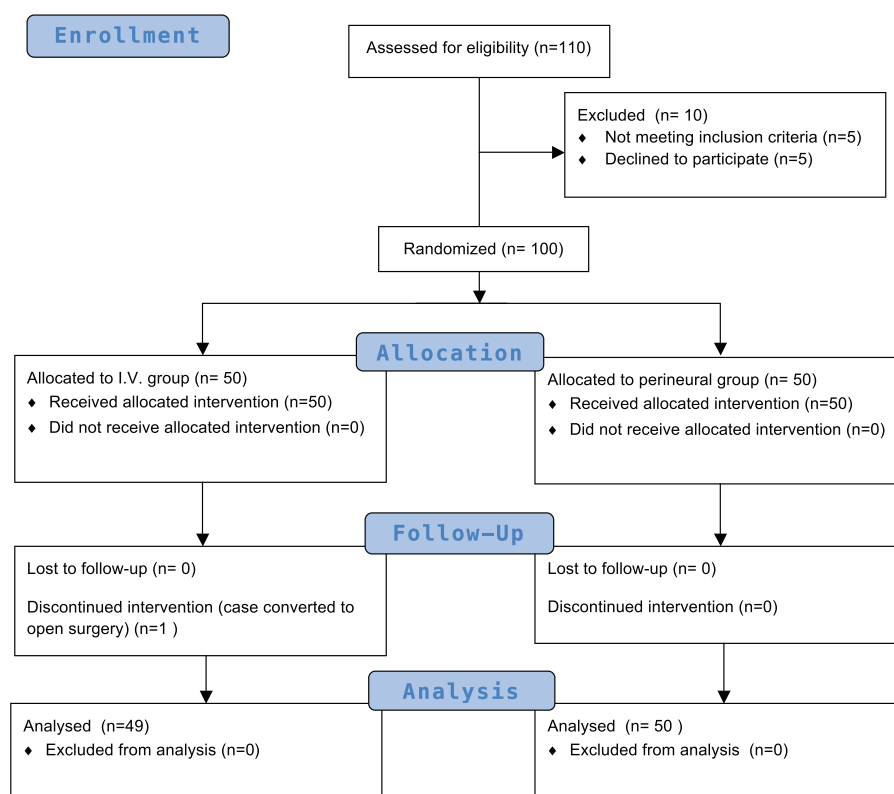 Enrollment
Assessed for eligibility (n=110)
Excluded (n= 10)
♦ Not meeting inclusion criteria (n=5)
♦ Declined to participate (n=5)
Randomized (n= 100)
Allocation
Allocated to I.V. group (n= 50)
♦ Received allocated intervention (n=50)
♦ Did not receive allocated intervention (n=0)
Allocated to perineural group (n= 50)
♦ Received allocated intervention (n=50)
♦ Did not receive allocated intervention (n=0)
Follow-Up
Lost to follow-up (n= 0)
Discontinued intervention (case converted to
open surgery) (n=1 )
Lost to follow-up (n= 0)
Discontinued intervention (n=0)
Analysis
Analysed (n=49)
♦ Excluded from analysis (n=0)
Analysed (n= 50 )
♦ Excluded from analysis (n=0)